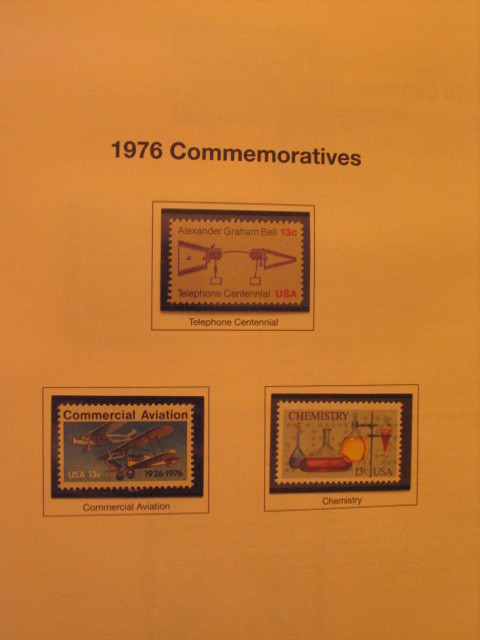 1976 Commemoratives
Alexander Graham Bell 13c
Telephone Centennial USA
Telephone Centennial
Commercial Aviation
USA 13c 1926-1976
Commercial Aviation
CHEMISTRY
13c USA
Chemistry